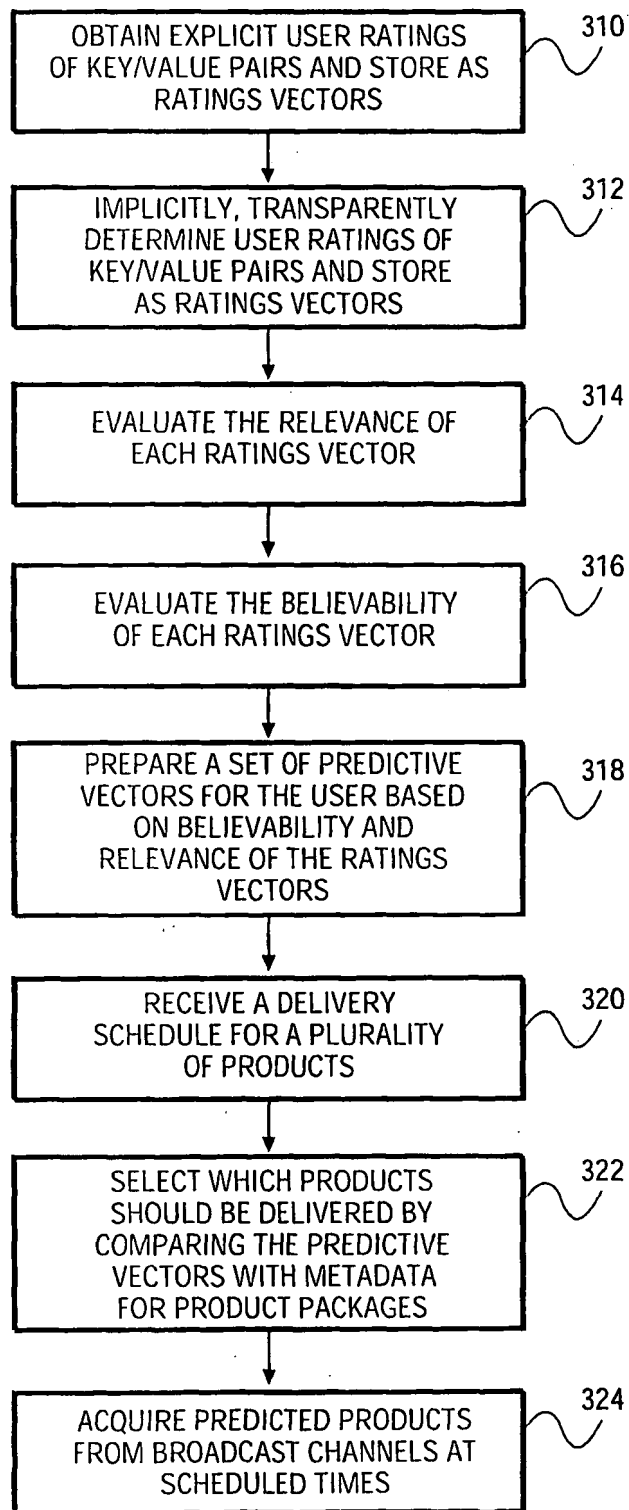 OBTAIN EXPLICIT USER RATINGS
OF KEY/VALUE PAIRS AND STORE AS
RATINGS VECTORS
310
IMPLICITLY, TRANSPARENTLY
DETERMINE USER RATINGS OF
KEY/VALUE PAIRS AND STORE
AS RATINGS VECTORS
312
EVALUATE THE RELEVANCE OF
EACH RATINGS VECTOR
314
EVALUATE THE BELIEVABILITY
OF EACH RATINGS VECTOR
316
PREPARE A SET OF PREDICTIVE
VECTORS FOR THE USER BASED
ON BELIEVABILITY AND
RELEVANCE OF THE RATINGS
VECTORS
318
RECEIVE A DELIVERY
SCHEDULE FOR A PLURALITY
OF PRODUCTS
320
SELECT WHICH PRODUCTS
SHOULD BE DELIVERED BY
COMPARING THE PREDICTIVE
VECTORS WITH METADATA
FOR PRODUCT PACKAGES
322
ACQUIRE PREDICTED PRODUCTS
FROM BROADCAST CHANNELS AT
SCHEDULED TIMES
324